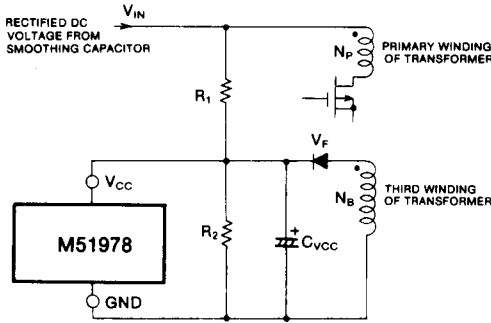 RECTIFIED DC
VOLTAGE FROM
SMOOTHING CAPACITOR
VIN
NP
PRIMARY WINDING
OF TRANSFORMER
R1
VF
VCC
NB
THIRD WINDING
OF TRANSFORMER
R2
+
CVCC
M51978
GND